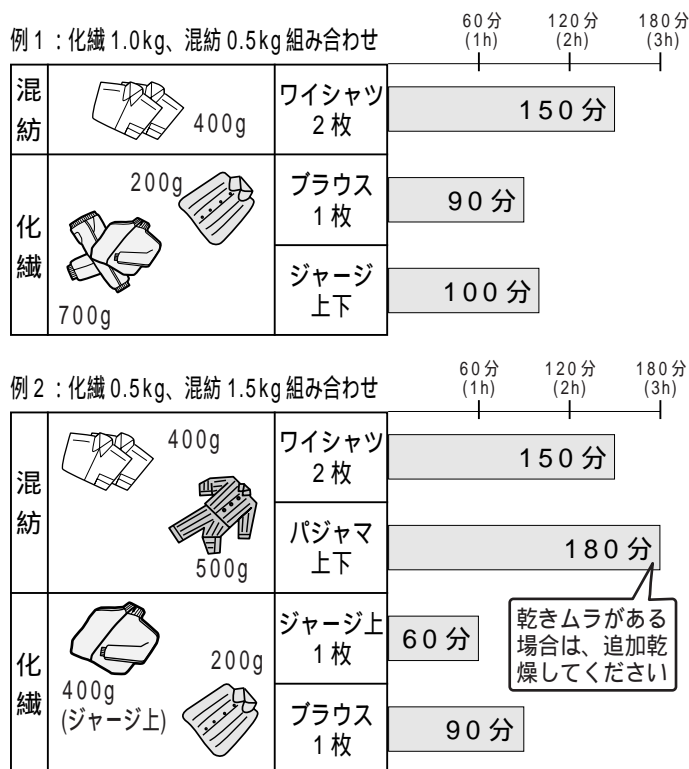 例1：化繊1.0kg、混紡0.5kg組み合わせ
60分 120分 180分
(1h) (2h) (3h)
混紡
400g
ワイシャツ
2枚
150分
化繊
200g
700g
ブラウス
1枚
90分
ジャージ
上下
100分
例2：化繊0.5kg、混紡1.5kg組み合わせ
60分 120分 180分
(1h) (2h) (3h)
混紡
400g
500g
ワイシャツ
2枚
150分
パジャマ
上下
180分
乾きムラがある
場合は、追加乾
燥してください
化繊
400g
(ジャージ上)
200g
ジャージ上
1枚
60分
ブラウス
1枚
90分